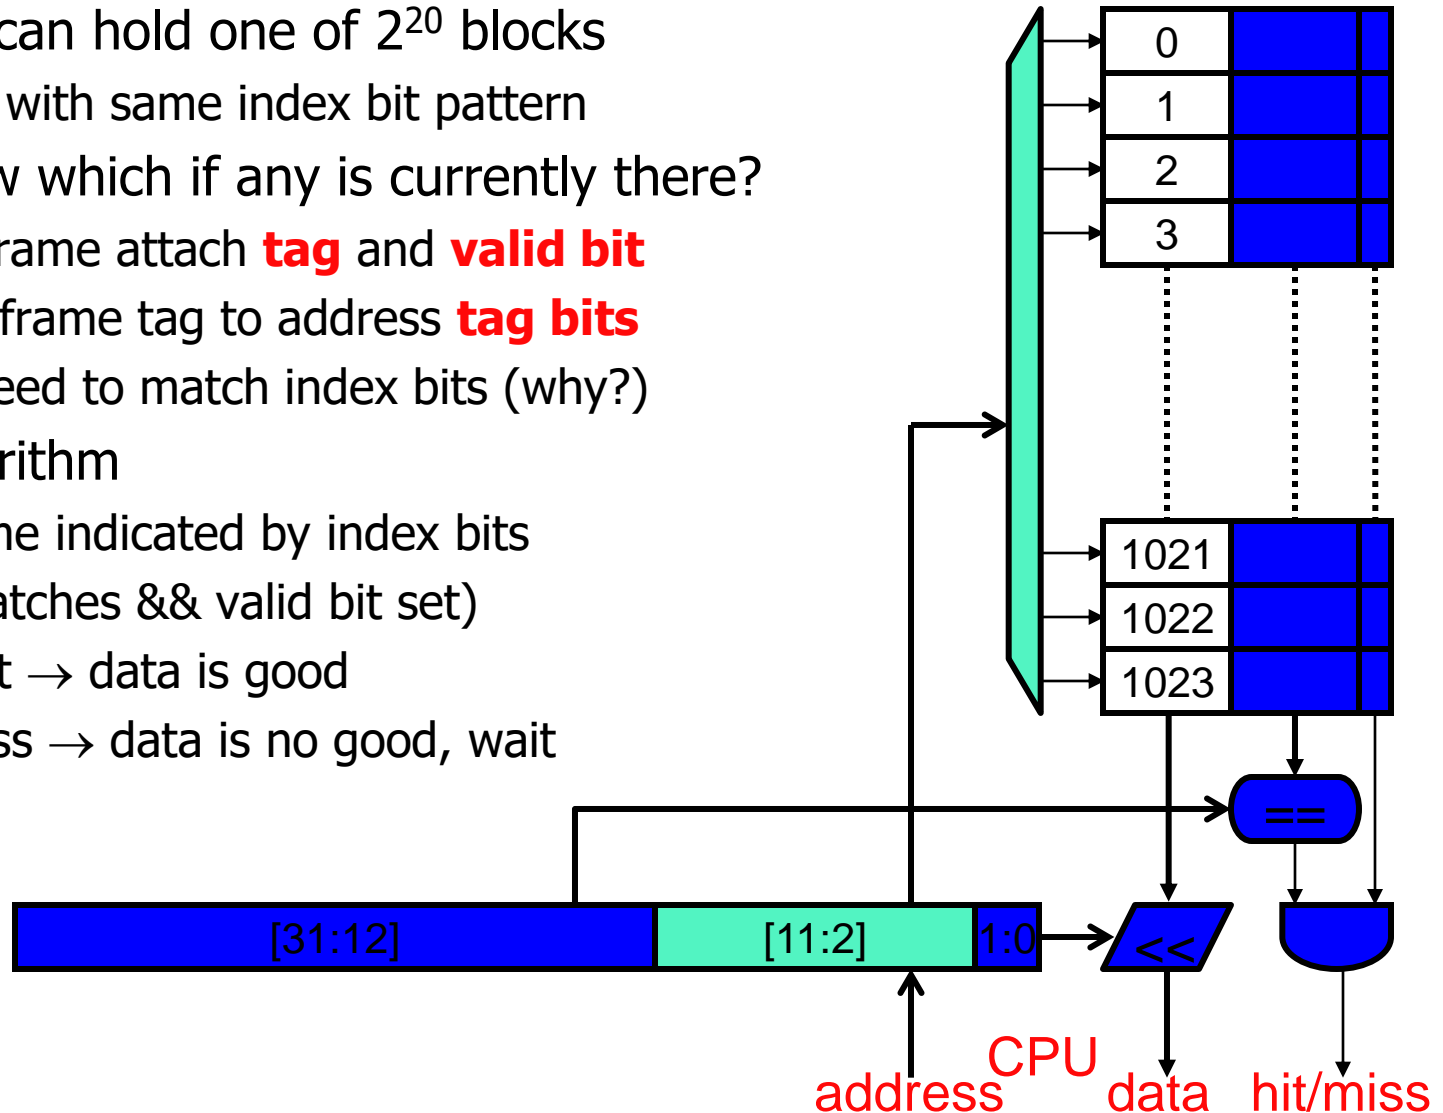 can hold one of 2²⁰ blocks
with same index bit pattern
w which if any is currently there?
rame attach tag and valid bit
frame tag to address tag bits
eed to match index bits (why?)
rithm
ne indicated by index bits
atches && valid bit set)
t → data is good
ss → data is no good, wait
0
1
2
3
1021
1022
1023
==
[31:12]
[11:2]
1:0
<<
CPU
address
data
hit/miss